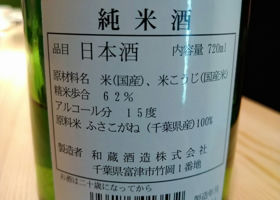 純米酒
品目 日本酒 内容量 720ml
原材料名 米(国産)、米こうじ(国産米)
精米歩合 62%
アルコール分 15度
原料米 ふさこがね(千葉県産)100%
製造者 和蔵酒造株式会社
千葉県富津市竹岡1番地
お酒は二十歳になってから
製造年月